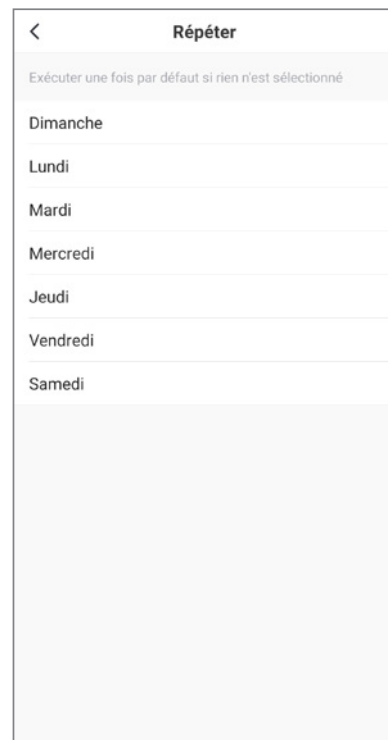 Répéter
Exécuter une fois par défaut si rien n'est sélectionné
Dimanche
Lundi
Mardi
Mercredi
Jeudi
Vendredi
Samedi